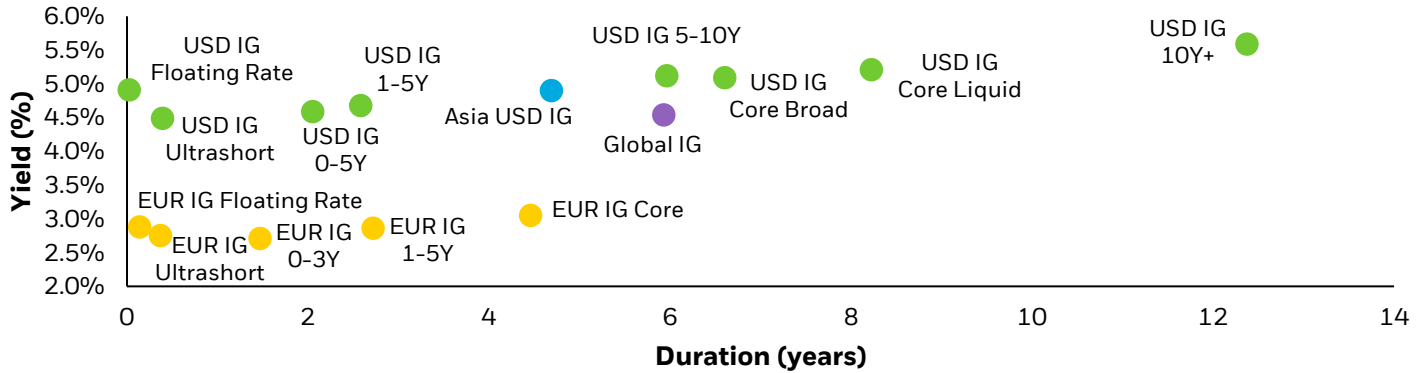 Yield (%)
6.0%
5.5%
5.0%
4.5%
4.0%
3.5%
3.0%
2.5%
2.0%
USD IG
Floating Rate
USD IG
Ultrashort
USD IG
0-5Y
USD IG
1-5Y
Asia USD IG
USD IG 5-10Y
Global IG
USD IG
Core Broad
USD IG
Core Liquid
USD IG
10Y+
EUR IG Floating Rate
EUR IG
Ultrashort
EUR IG
0-3Y
EUR IG
1-5Y
EUR IG Core
0
2
4
6
8
10
12
14
Duration (years)